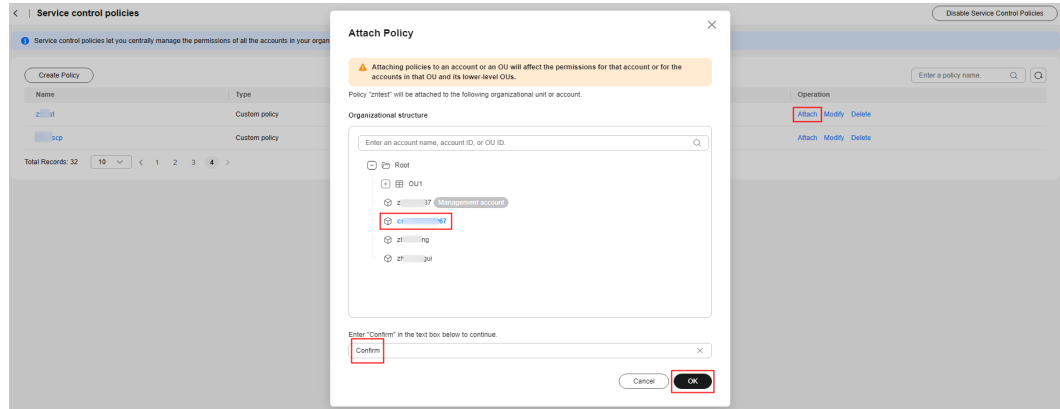 Service control policies
Disable Service Control Policies
Service control policies let you centrally manage the permissions of all the accounts in your organ
Create Policy
Enter a policy name.
Name Type Operation
Custom policy Attach Modify Delete
scp Custom policy Attach Modify Delete
Total Records: 32 10 1 2 3 4
Attach Policy
Attaching policies to an account or an OU will affect the permissions for that account or for the
accounts in that OU and its lower-level OUs.
Policy "zntest" will be attached to the following organizational unit or account.
Organizational structure
Enter an account name, account ID, or OU ID.
Root
OU1
Management account
Enter "Confirm" in the text box below to continue.
Confirm
Cancel OK